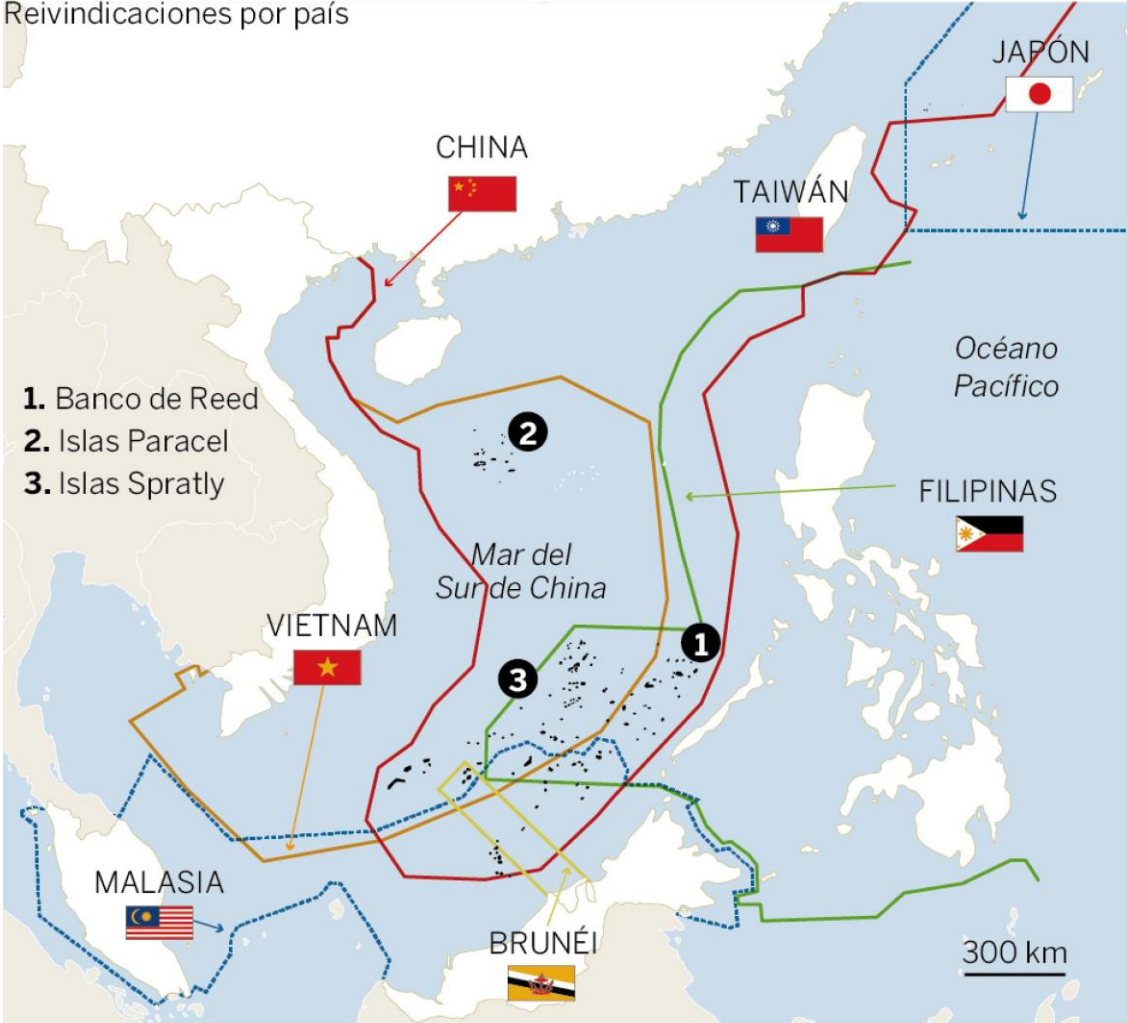 Reivindicaciones por país
JAPÓN
CHINA
TAIWÁN
Océano
Pacífico
1. Banco de Reed
2. Islas Paracel
3. Islas Spratly
2
FILIPINAS
Mar del
Sur de China
VIETNAM
1
3
MALASIA
BRUNÉI
300 km